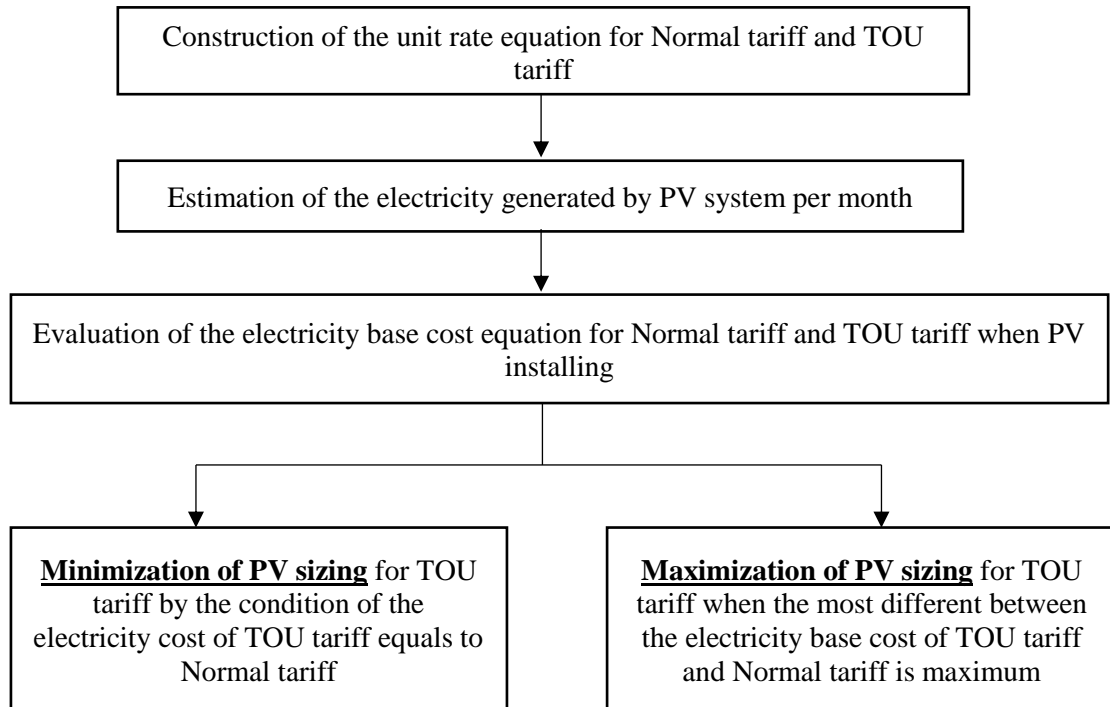 Construction of the unit rate equation for Normal tariff and TOU
tariff
Estimation of the electricity generated by PV system per month
Evaluation of the electricity base cost equation for Normal tariff and TOU tariff when PV
installing
Minimization of PV sizing for TOU
tariff by the condition of the
electricity cost of TOU tariff equals to
Normal tariff
Maximization of PV sizing for TOU
tariff when the most different between
the electricity base cost of TOU tariff
and Normal tariff is maximum